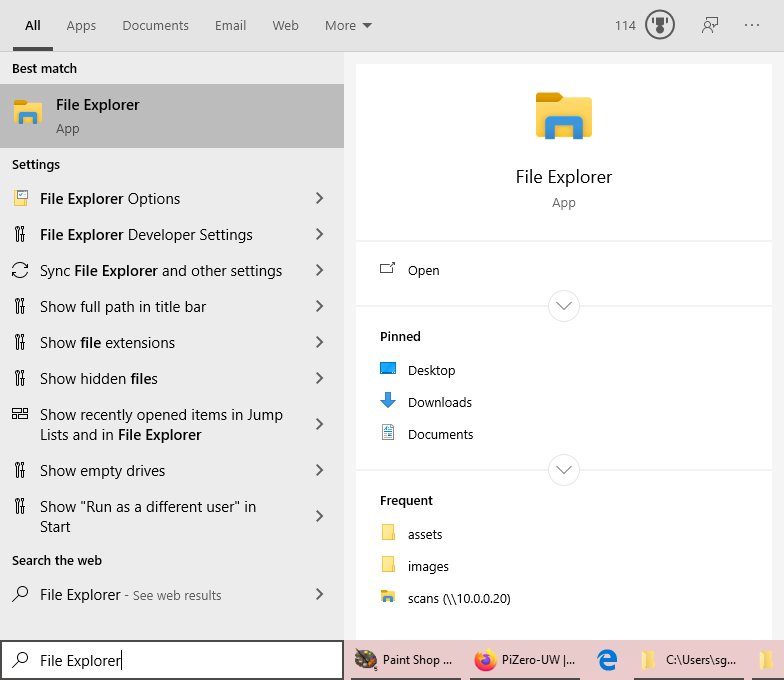 All Apps Documents Email Web More 114 ...
Best match
File Explorer
App
Settings
File Explorer Options
File Explorer Developer Settings
Sync File Explorer and other settings
Show full path in title bar
Show file extensions
Show hidden files
Show recently opened items in Jump
Lists and in File Explorer
Show empty drives
Show "Run as a different user" in
Start
Search the web
File Explorer - See web results
File Explorer
App
Open
Pinned
Desktop
Downloads
Documents
Frequent
assets
images
scans (\\10.0.0.20)
File Explorer
Paint Shop ...
PiZero-UW |...
C:\Users\sg...